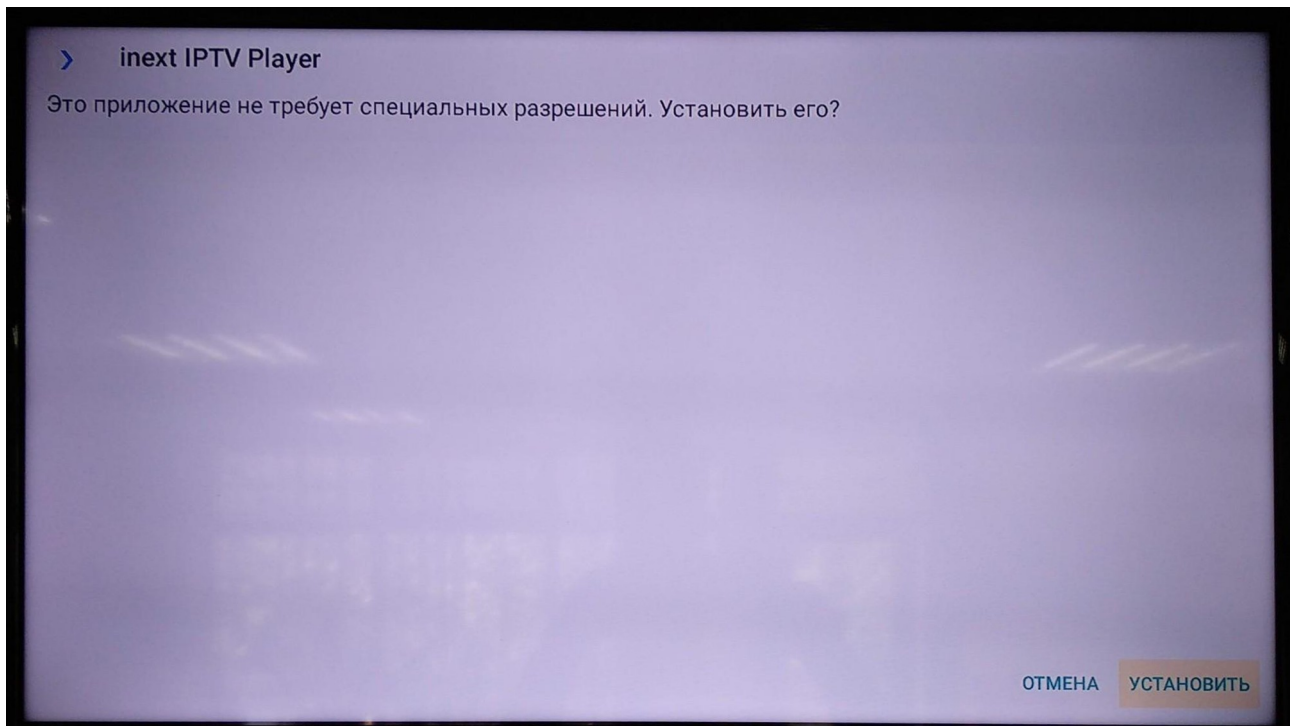 inext IPTV Player
Это приложение не требует специальных разрешений. Установить его?
ОТМЕНА УСТАНОВИТЬ